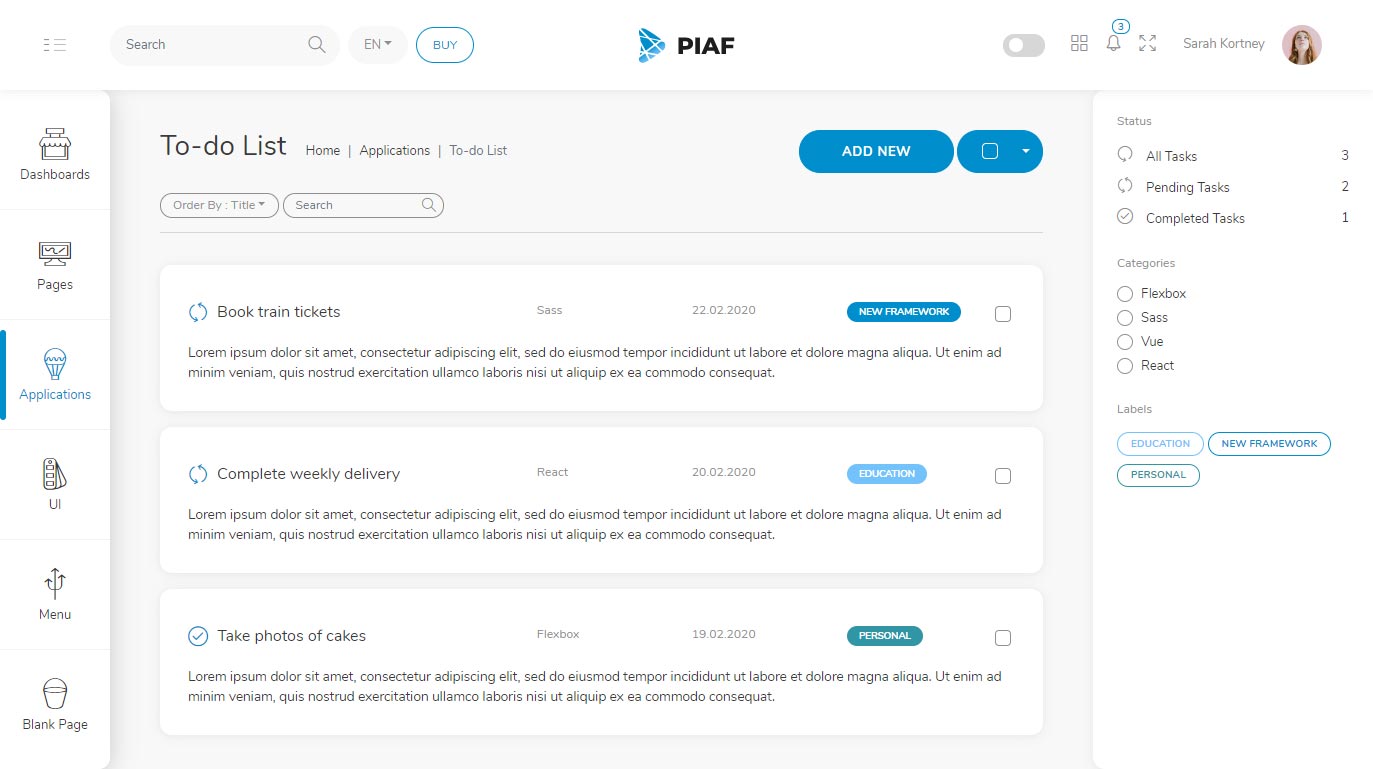 Search
EN
BUY
PIAF
3
Sarah Kortney
Dashboards
Pages
Applications
UI
Menu
Blank Page
To-do List
Home | Applications | To-do List
ADD NEW
Order By : Title
Search
Book train tickets
Sass
22.02.2020
NEW FRAMEWORK
Lorem ipsum dolor sit amet, consectetur adipiscing elit, sed do eiusmod tempor incididunt ut labore et dolore magna aliqua. Ut enim ad
minim veniam, quis nostrud exercitation ullamco laboris nisi ut aliquip ex ea commodo consequat.
Complete weekly delivery
React
20.02.2020
EDUCATION
Lorem ipsum dolor sit amet, consectetur adipiscing elit, sed do eiusmod tempor incididunt ut labore et dolore magna aliqua. Ut enim ad
minim veniam, quis nostrud exercitation ullamco laboris nisi ut aliquip ex ea commodo consequat.
Take photos of cakes
Flexbox
19.02.2020
PERSONAL
Lorem ipsum dolor sit amet, consectetur adipiscing elit, sed do eiusmod tempor incididunt ut labore et dolore magna aliqua. Ut enim ad
minim veniam, quis nostrud exercitation ullamco laboris nisi ut aliquip ex ea commodo consequat.
Status
All Tasks 3
Pending Tasks 2
Completed Tasks 1
Categories
Flexbox
Sass
Vue
React
Labels
EDUCATION
NEW FRAMEWORK
PERSONAL